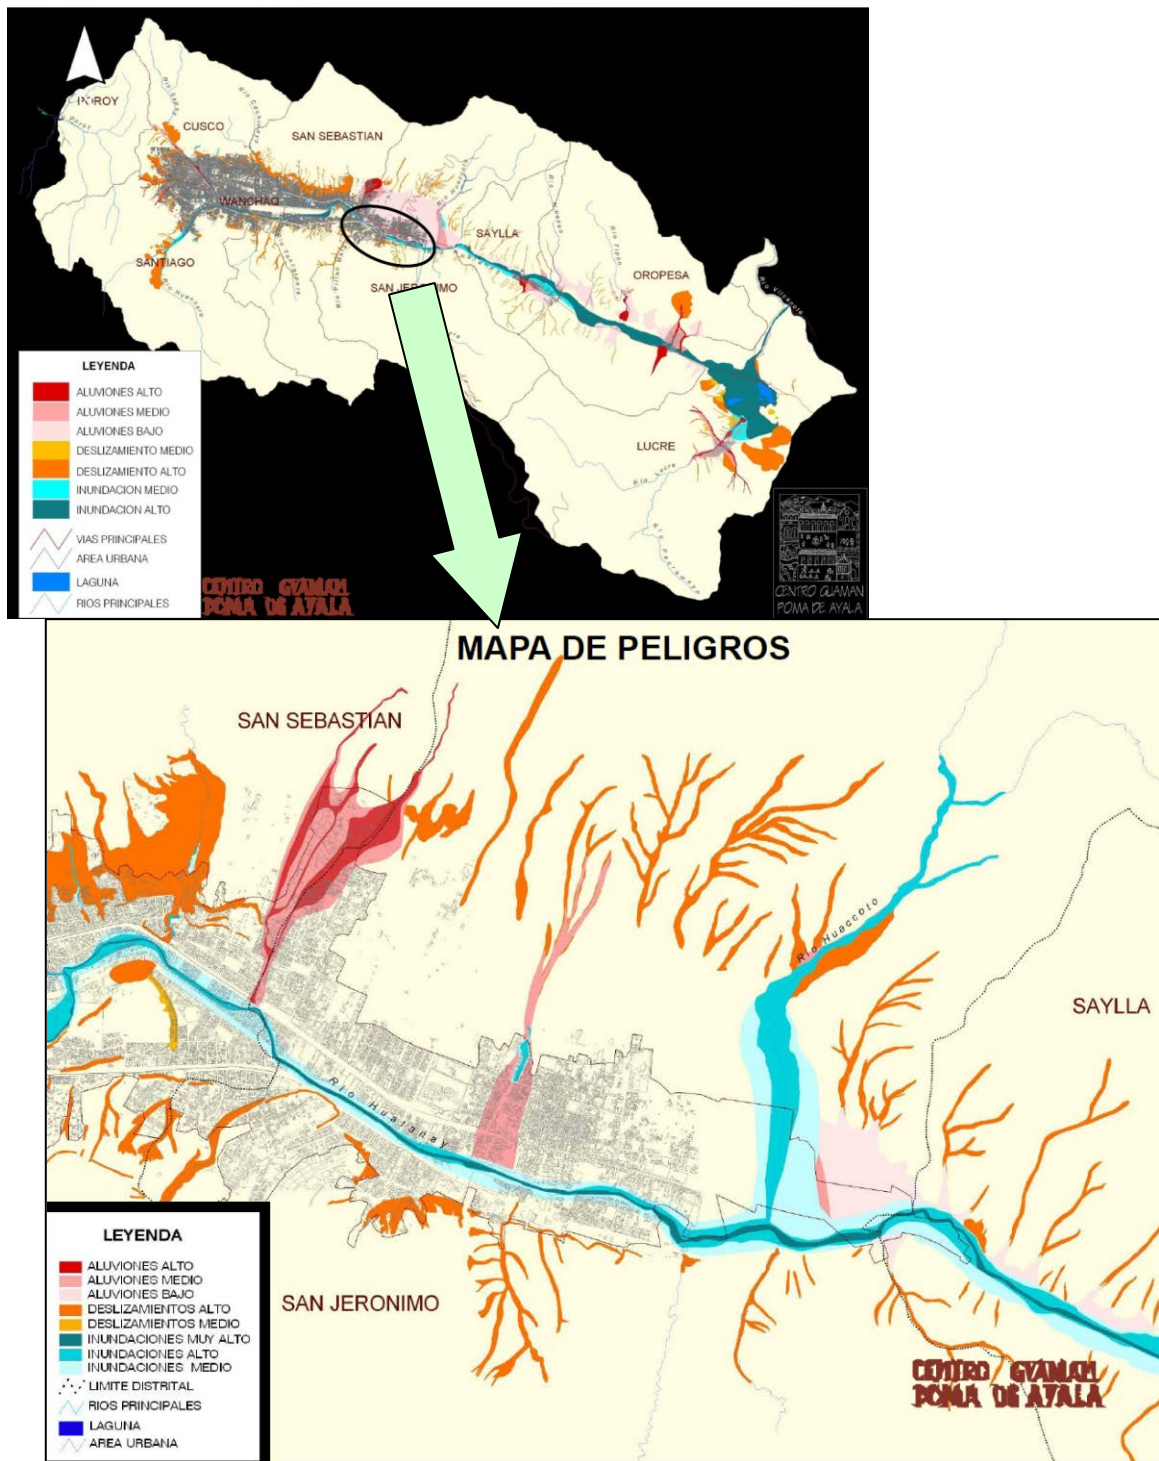 POROY
CUSCO
SAN SEBASTIAN
WANCHAQ
SANTIAGO
SAYLLA
SAN JERONIMO
OROPESA
LUCRE
Río Lucre
LEYENDA
ALUVIONES ALTO
ALUVIONES MEDIO
ALUVIONES BAJO
DESLIZAMIENTO MEDIO
DESLIZAMIENTO ALTO
INUNDACION MEDIO
INUNDACION ALTO
VIAS PRINCIPALES
AREA URBANA
LAGUNA
RIOS PRINCIPALES
CENTRO GUAMAN
POMA DE AYALA
CENTRO GUAMAN
POMA DE AYALA
MAPA DE PELIGROS
SAN SEBASTIAN
Río Huaccoto
SAYLLA
Río Huatanay
SAN JERONIMO
LEYENDA
ALUVIONES ALTO
ALUVIONES MEDIO
ALUVIONES BAJO
DESLIZAMIENTOS ALTO
DESLIZAMIENTOS MEDIO
INUNDACIONES MUY ALTO
INUNDACIONES ALTO
INUNDACIONES MEDIO
LIMITE DISTRITAL
RIOS PRINCIPALES
LAGUNA
AREA URBANA
CENTRO GUAMAN
POMA DE AYALA